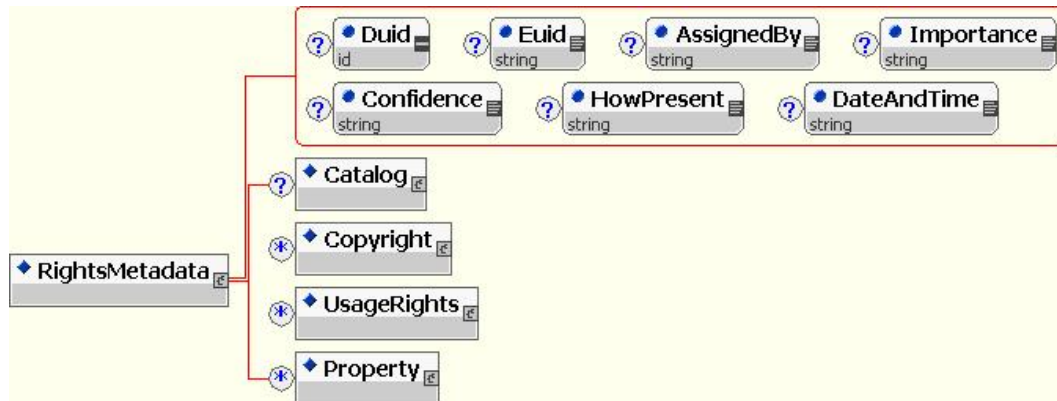 ? Duid ? Euid ? AssignedBy ? Importance
id string string string
? Confidence ? HowPresent ? DateAndTime
string string string
? Catalog
* Copyright
RightsMetadata
* UsageRights
* Property